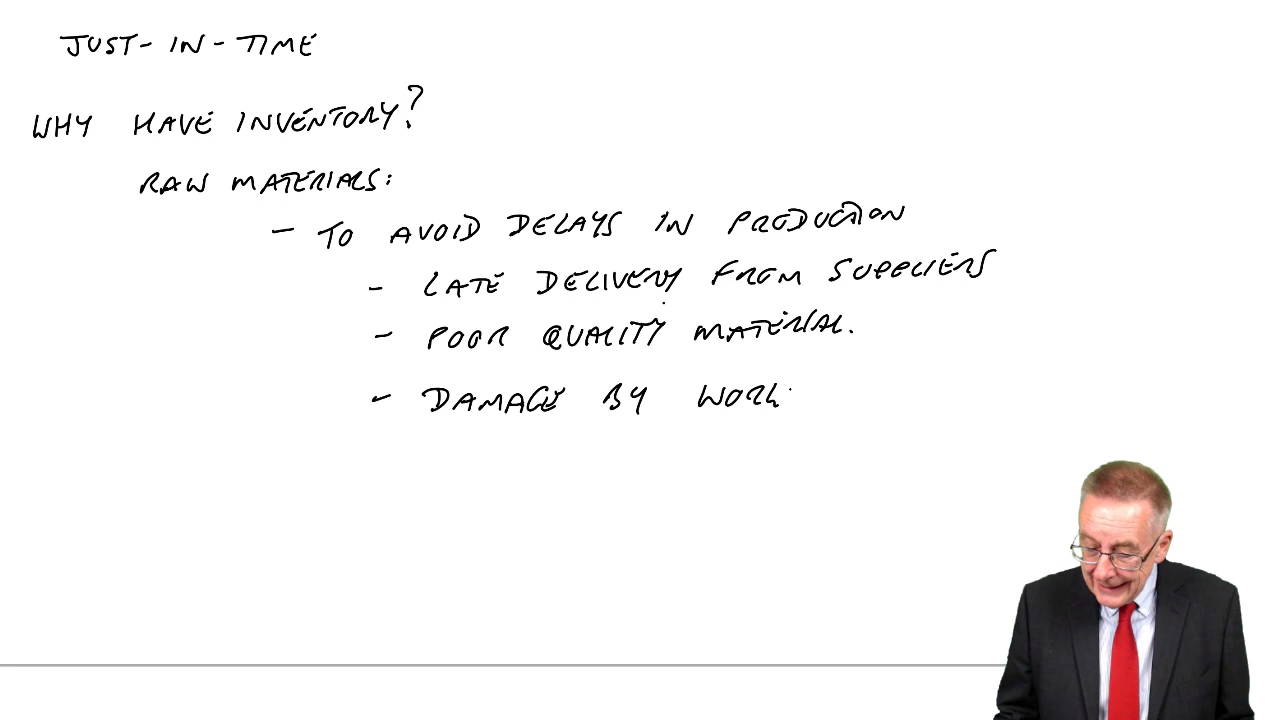 JUST-IN-TIME
WHY HAVE INVENTORY?
RAW MATERIALS:
- TO AVOID DELAYS IN PRODUCTION
- LATE DELIVERY FROM SUPPLIERS
- POOR QUALITY MATERIAL.
- DAMAGE BY WORK